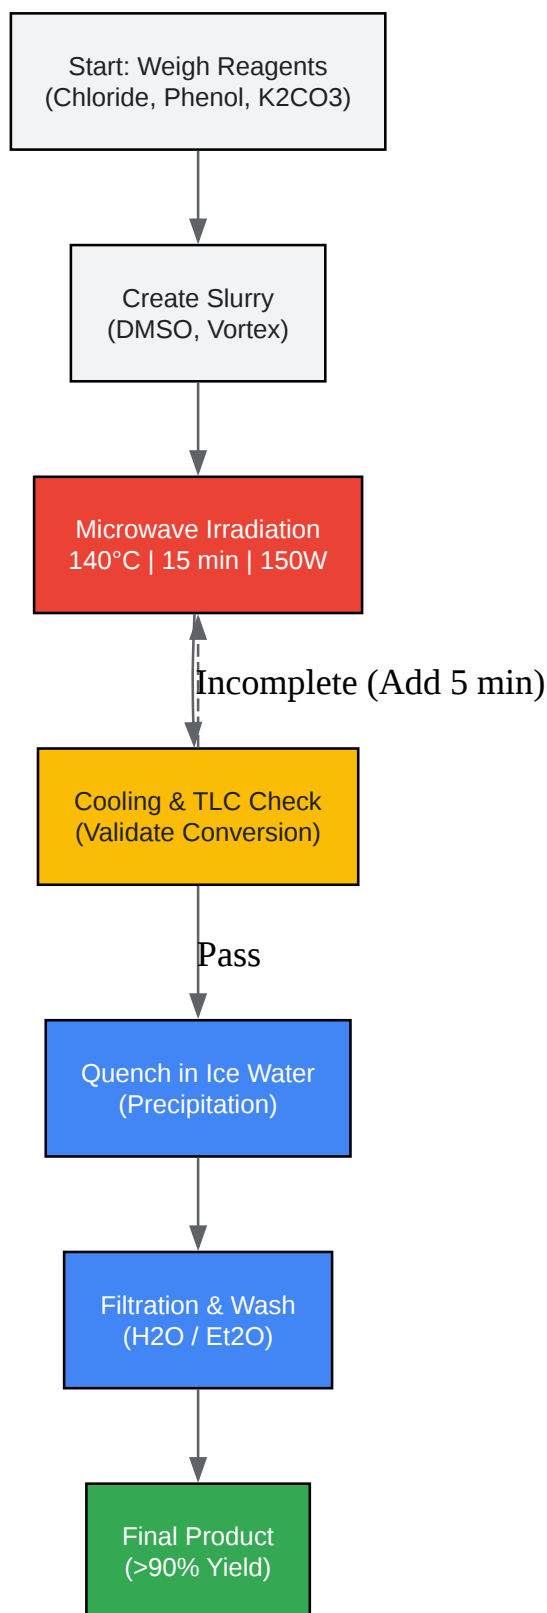 Start: Weigh Reagents
(Chloride, Phenol, K2CO3)
Create Slurry
(DMSO, Vortex)
Microwave Irradiation
140°C | 15 min | 150W
Incomplete (Add 5 min)
Cooling & TLC Check
(Validate Conversion)
Pass
Quench in Ice Water
(Precipitation)
Filtration & Wash
(H2O / Et2O)
Final Product
(>90% Yield)